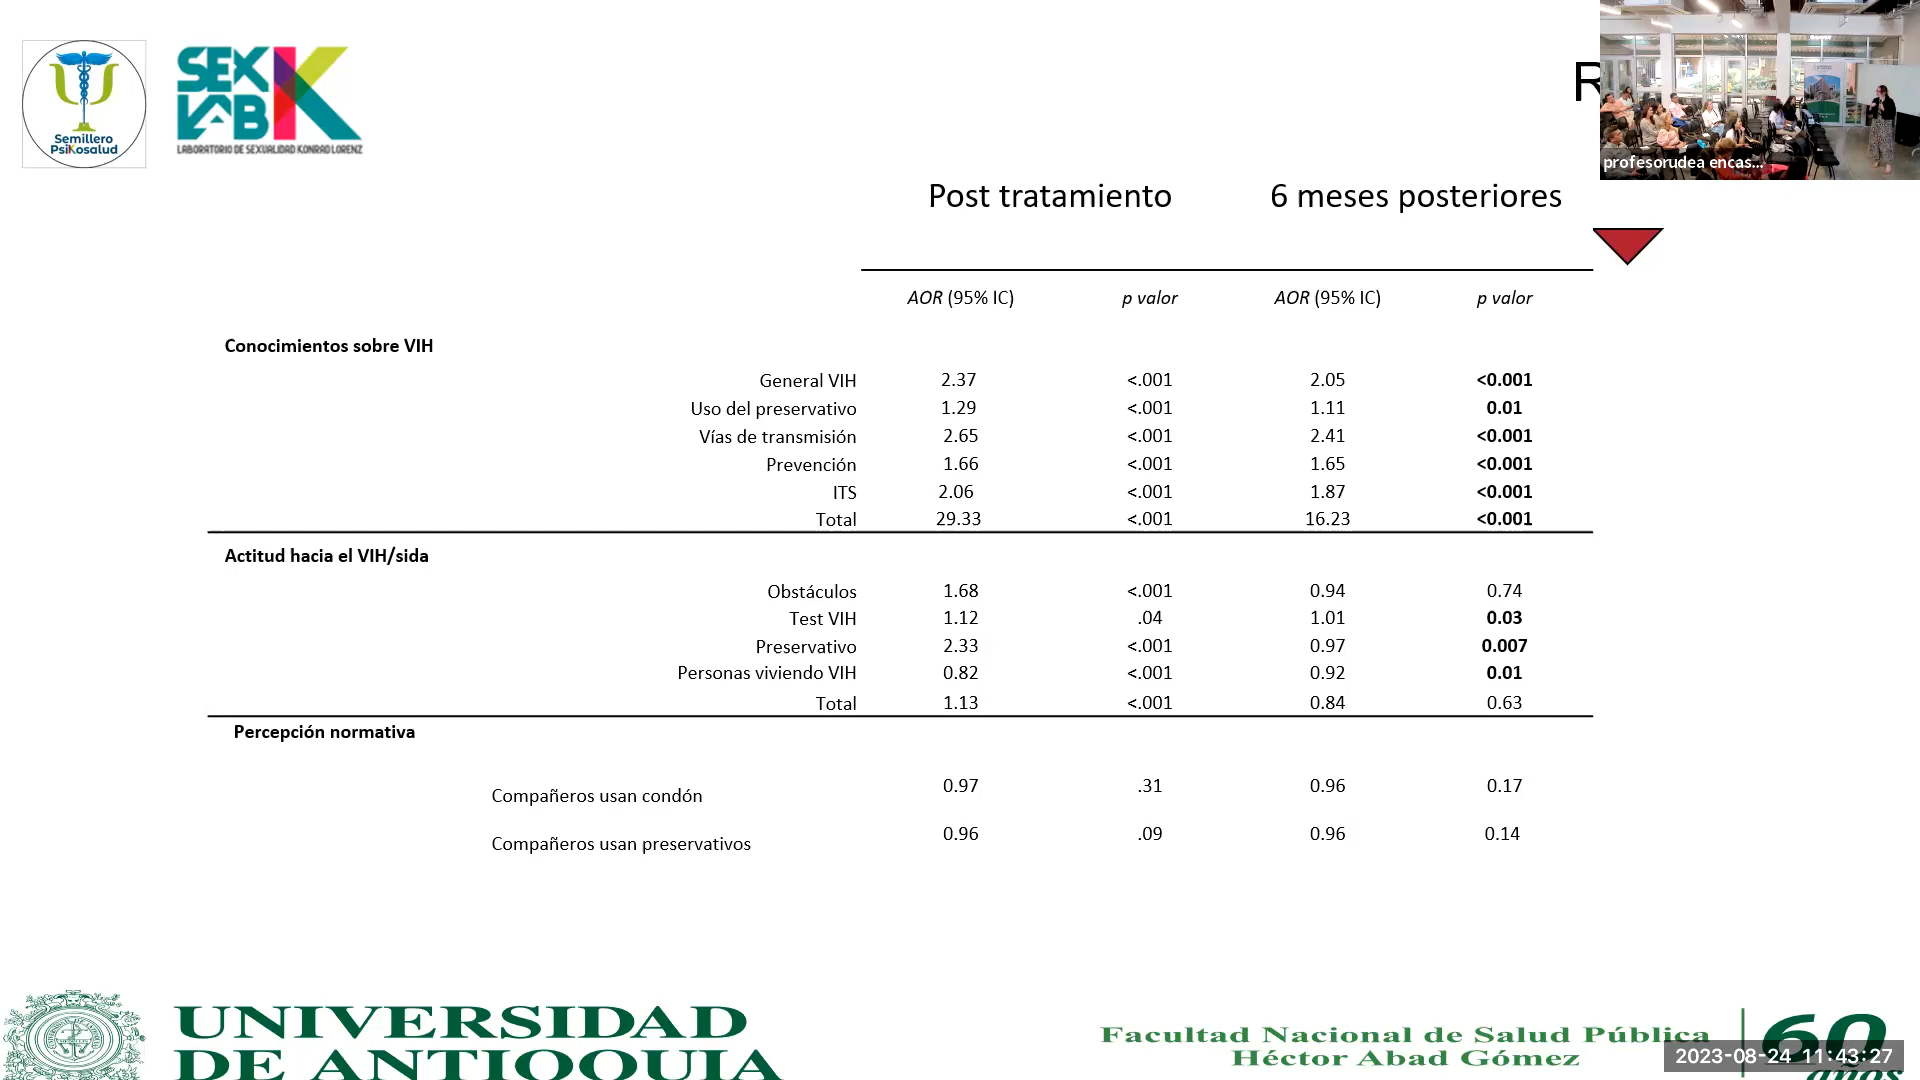 Semillero
PsiKosalud
SEX
LAB K
LABORATORIO DE SEXUALIDAD KONRAD LORENZ
R
profesorudea encas...
Post tratamiento 6 meses posteriores
AOR (95% IC) p valor AOR (95% IC) p valor
Conocimientos sobre VIH
General VIH 2.37 <.001 2.05 <0.001
Uso del preservativo 1.29 <.001 1.11 0.01
Vías de transmisión 2.65 <.001 2.41 <0.001
Prevención 1.66 <.001 1.65 <0.001
ITS 2.06 <.001 1.87 <0.001
Total 29.33 <.001 16.23 <0.001
Actitud hacia el VIH/sida
Obstáculos 1.68 <.001 0.94 0.74
Test VIH 1.12 .04 1.01 0.03
Preservativo 2.33 <.001 0.97 0.007
Personas viviendo VIH 0.82 <.001 0.92 0.01
Total 1.13 <.001 0.84 0.63
Percepción normativa
Compañeros usan condón 0.97 .31 0.96 0.17
Compañeros usan preservativos 0.96 .09 0.96 0.14
UNIVERSIDAD
DE ANTIOQUIA
Facultad Nacional de Salud Pública
Héctor Abad Gómez
60
años
2023-08-24 11:43:27